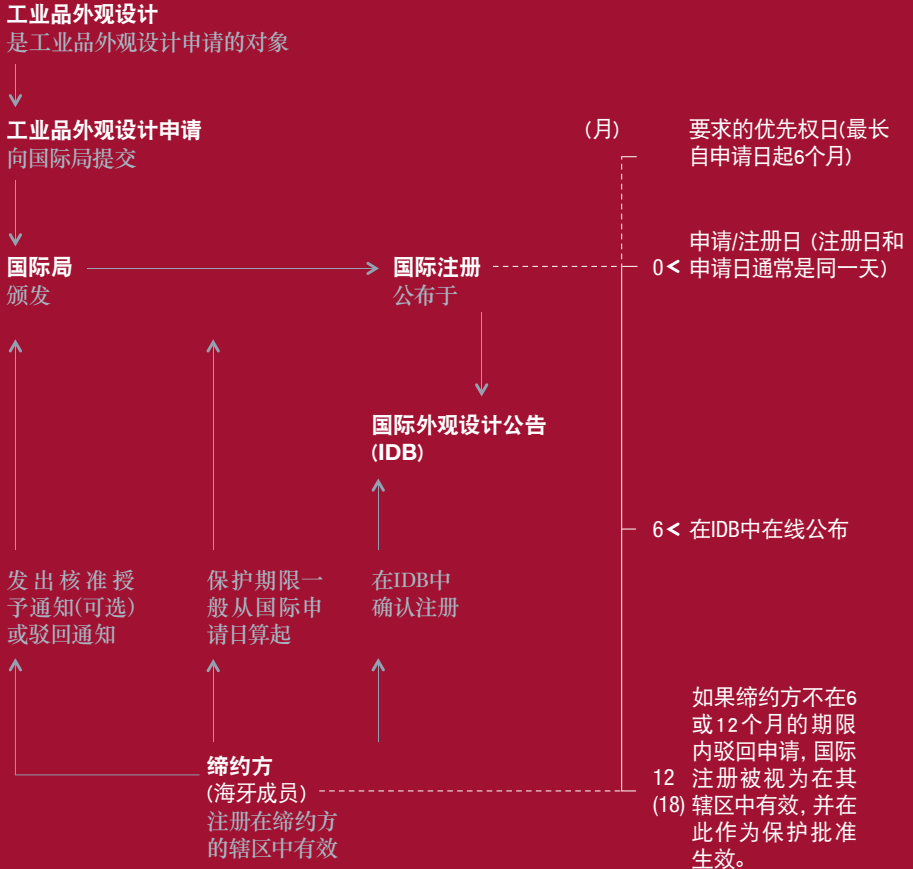 工业品外观设计
是工业品外观设计申请的对象
工业品外观设计申请
向国际局提交
(月)
要求的优先权日(最长
自申请日起6个月)
国际局
颁发
国际注册
公布于
0< 申请/注册日 (注册日和
申请日通常是同一天)
国际外观设计公告
(IDB)
6< 在IDB中在线公布
发出核准授
予通知(可选)
或驳回通知
保护期限一
般从国际申
请日算起
在IDB中
确认注册
缔约方
(海牙成员)
注册在缔约方
的辖区中有效
12
(18)
如果缔约方不在6
或12个月的期限
内驳回申请, 国际
注册被视为在其
辖区中有效, 并在
此作为保护批准
生效。